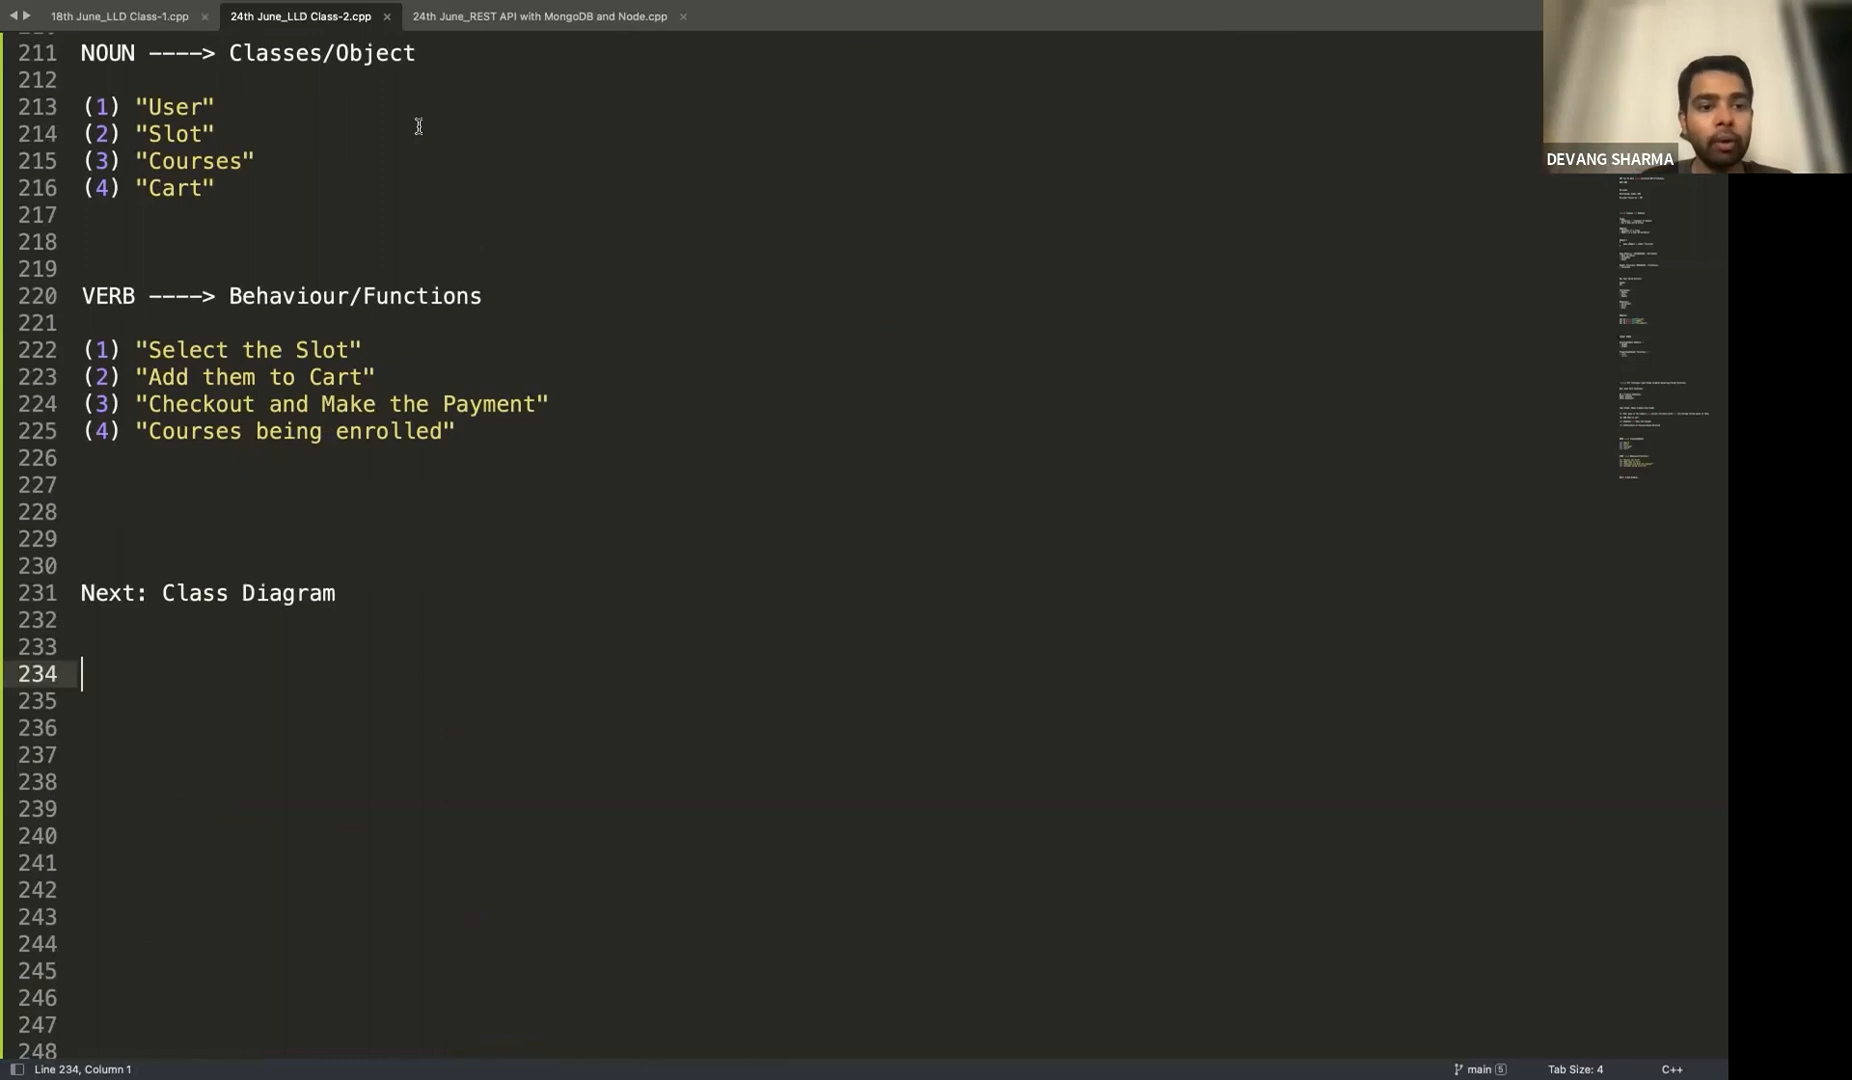 18th June_LLD Class-1.cpp
24th June_LLD Class-2.cpp
24th June_REST API with MongoDB and Node.cpp
211 NOUN ----> Classes/Object
212
213 (1) "User"
214 (2) "Slot"
215 (3) "Courses"
216 (4) "Cart"
217
218
219
220 VERB ----> Behaviour/Functions
221
222 (1) "Select the Slot"
223 (2) "Add them to Cart"
224 (3) "Checkout and Make the Payment"
225 (4) "Courses being enrolled"
226
227
228
229
230
231 Next: Class Diagram
232
233
234
235
236
237
238
239
240
241
242
243
244
245
246
247
248
DEVANG SHARMA
Line 234, Column 1
main 5
Tab Size: 4
C++